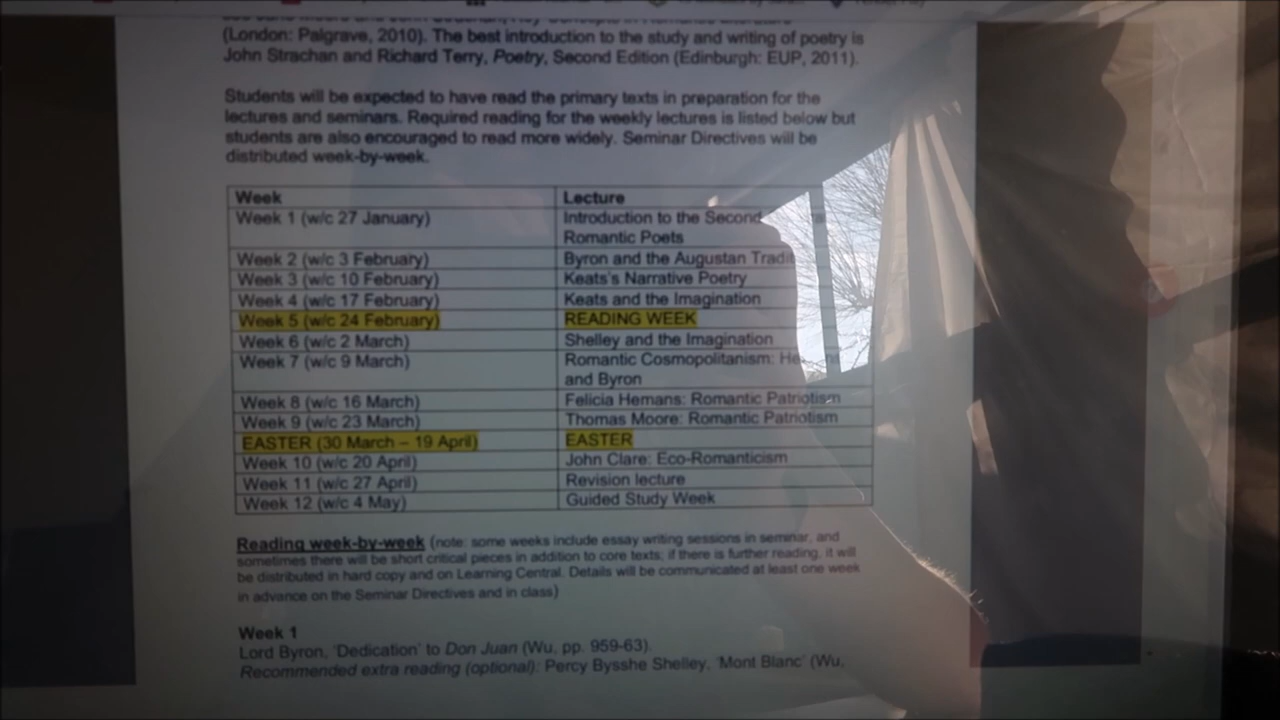 (London: Palgrave, 2010). The best introduction to the study and writing of poetry is
John Strachan and Richard Terry, Poetry, Second Edition (Edinburgh: EUP, 2011).
Students will be expected to have read the primary texts in preparation for the
lectures and seminars. Required reading for the weekly lectures is listed below but
students are also encouraged to read more widely. Seminar Directives will be
distributed week-by-week.
Week Lecture
Week 1 (w/c 27 January) Introduction to the Second
Romantic Poets
Week 2 (w/c 3 February) Byron and the Augustan
Week 3 (w/c 10 February) Keats's Narrative Poetry
Week 4 (w/c 17 February) Keats and the Imagination
Week 5 (w/c 24 February) READING WEEK
Week 6 (w/c 2 March) Shelley and the Imagination
Week 7 (w/c 9 March) Romantic Cosmopolitanism:
and Byron
Week 8 (w/c 16 March) Felicia Hemans: Romantic Patriotism
Week 9 (w/c 23 March) Thomas Moore: Romantic Patriotism
EASTER (30 March – 19 April) EASTER
Week 10 (w/c 20 April) John Clare: Eco-Romanticism
Week 11 (w/c 27 April) Revision lecture
Week 12 (w/c 4 May) Guided Study Week
Reading week-by-week (note: some weeks include essay writing sessions in seminar, and
sometimes there will be short critical pieces in addition to core texts; if there is further reading, it will
be distributed in hard copy and on Learning Central. Details will be communicated at least one week
in advance on the Seminar Directives and in class)
Week 1
Lord Byron, 'Dedication' to Don Juan (Wu, pp. 959-63).
Recommended extra reading (optional): Percy Bysshe Shelley, 'Mont Blanc' (Wu,